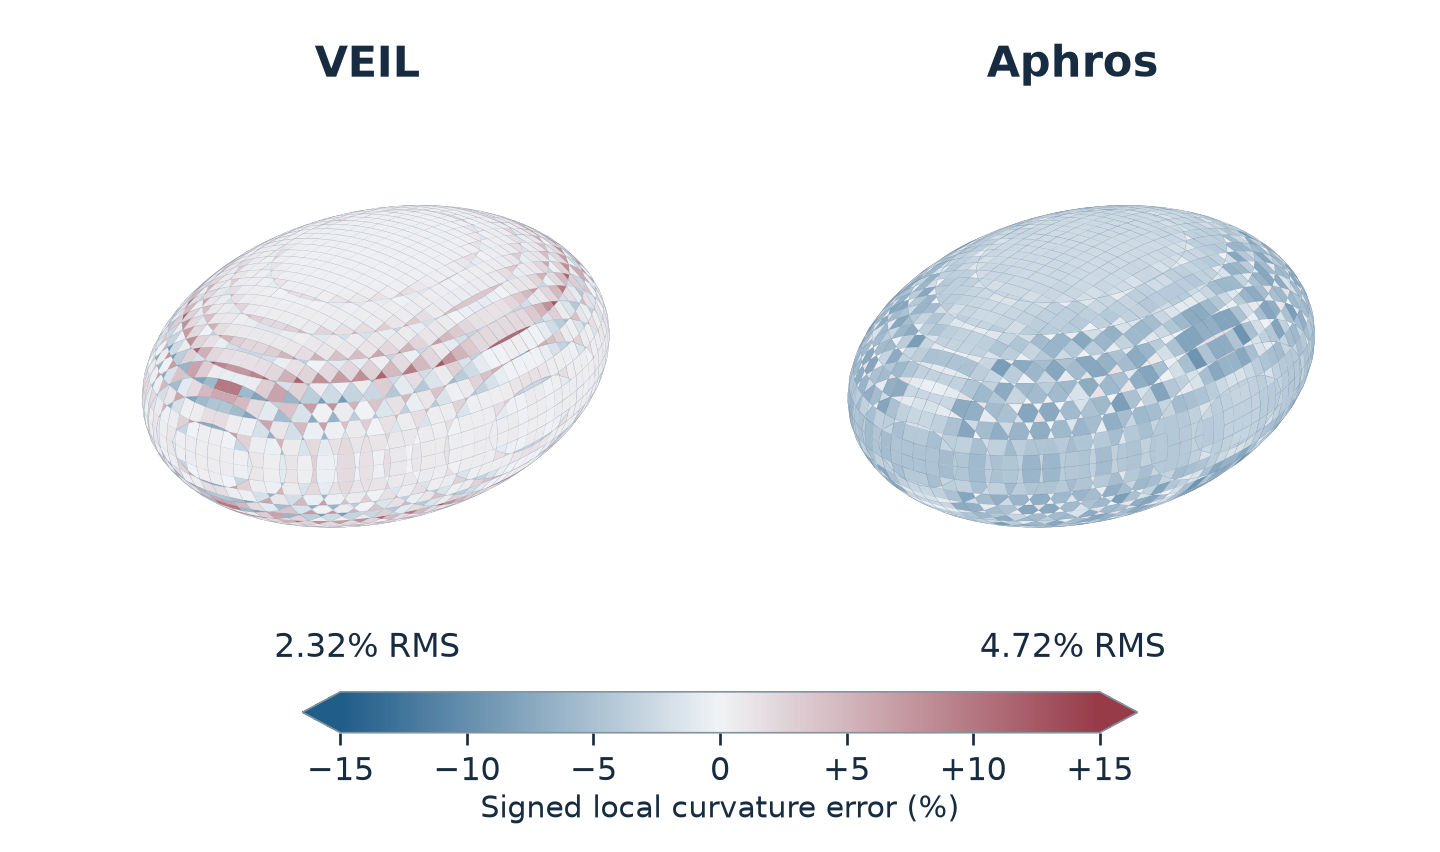 VEIL
Aphros
2.32% RMS
4.72% RMS
−15 −10 −5 0 +5 +10 +15
Signed local curvature error (%)